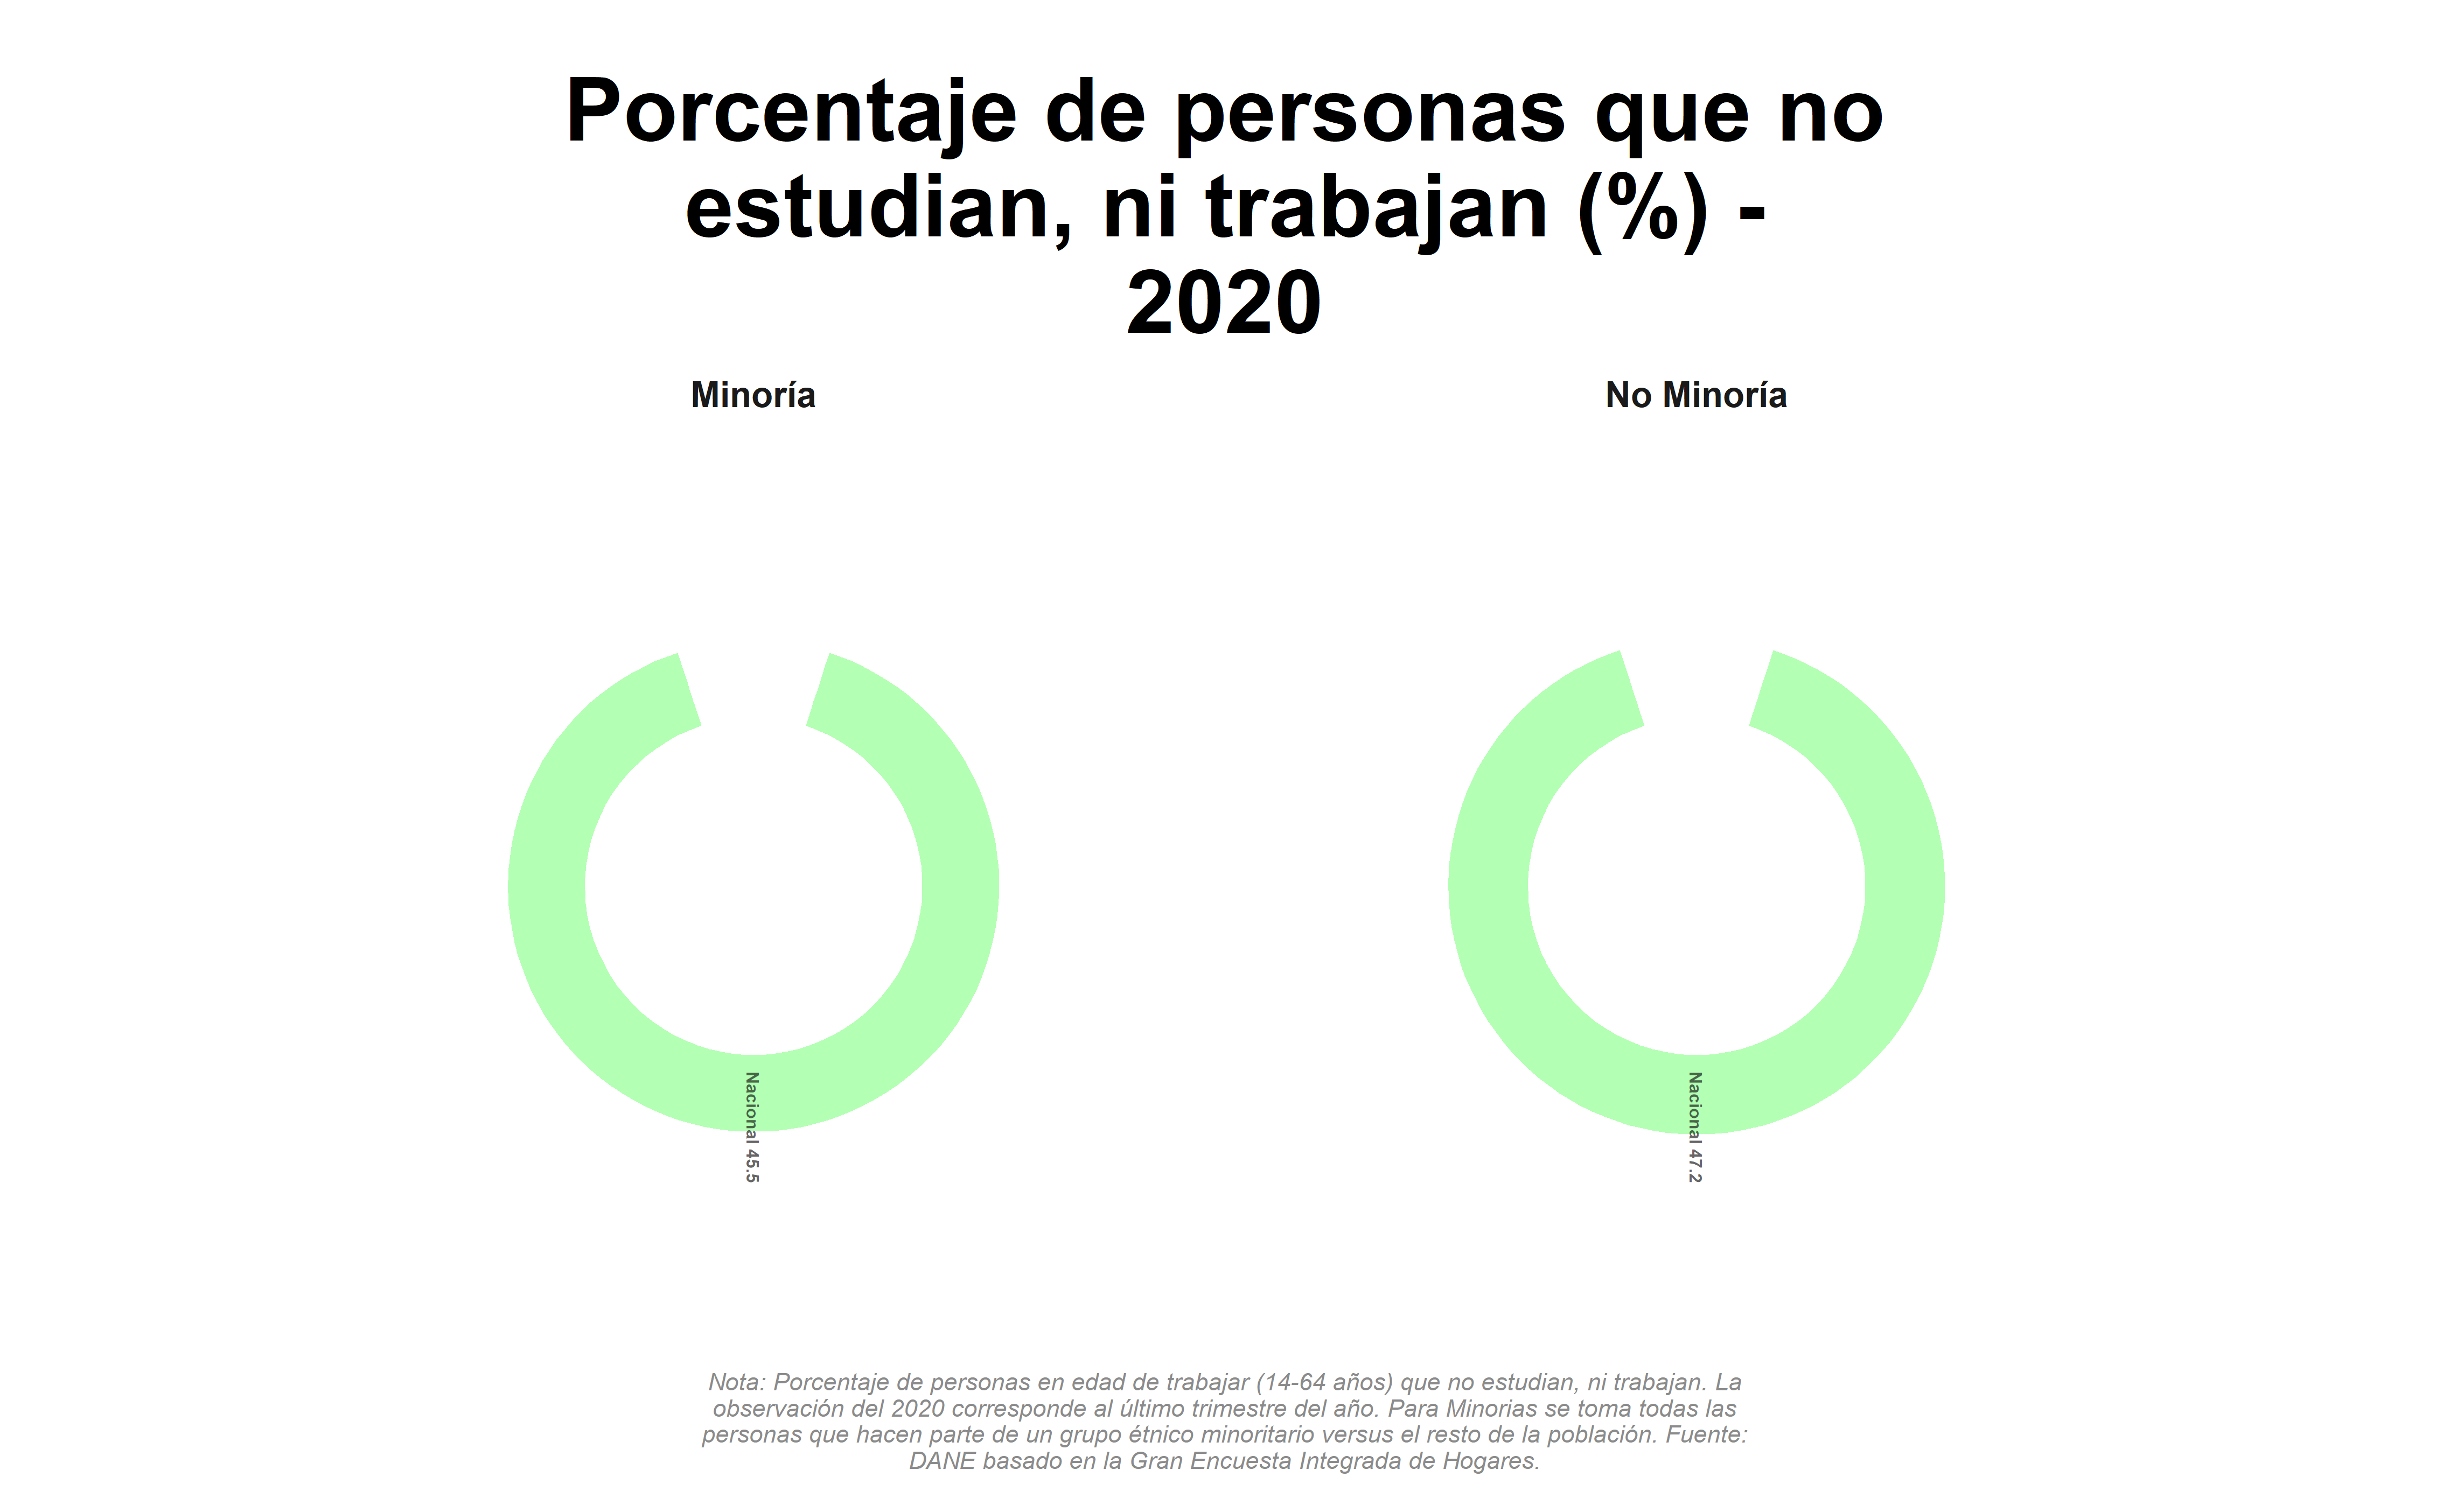 Porcentaje de personas que no
estudian, ni trabajan (%) -
2020
Minoría
No Minoría
Nacional 45.5
Nacional 47.2
Nota: Porcentaje de personas en edad de trabajar (14-64 años) que no estudian, ni trabajan. La
observación del 2020 corresponde al último trimestre del año. Para Minorias se toma todas las
personas que hacen parte de un grupo étnico minoritario versus el resto de la población. Fuente:
DANE basado en la Gran Encuesta Integrada de Hogares.